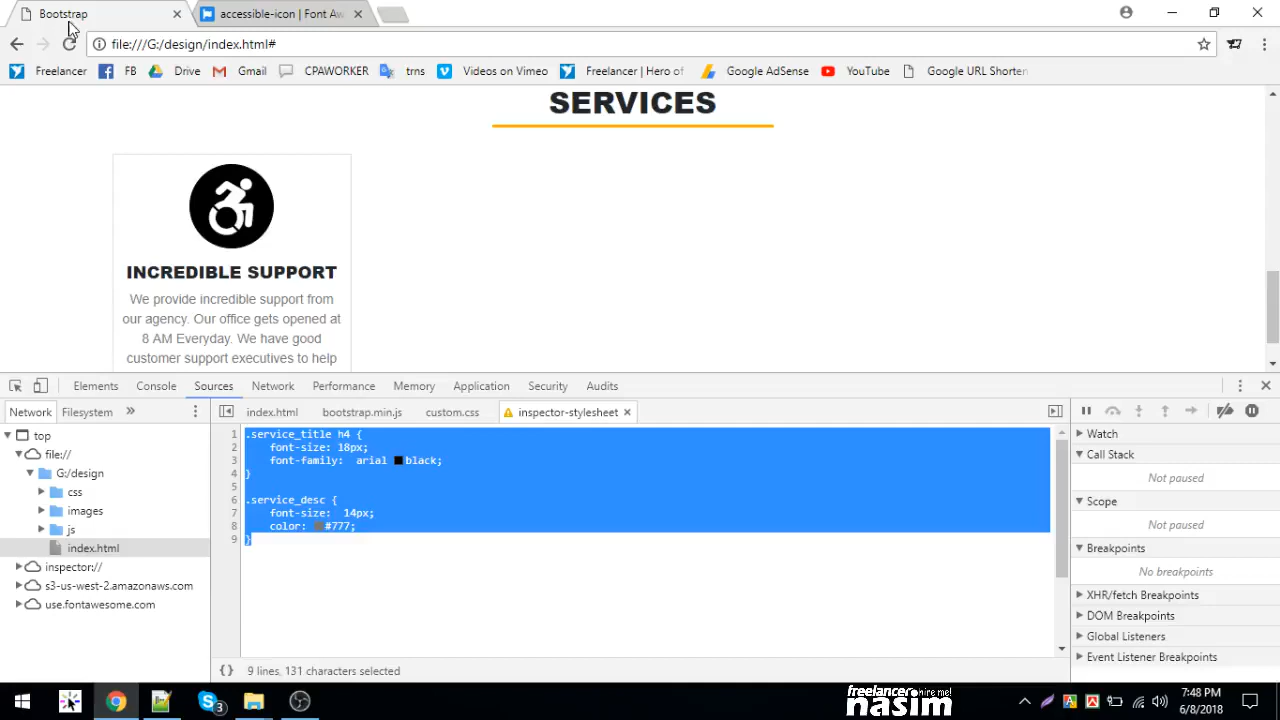 Bootstrap
accessible-icon | Font Aw
file:///G:/design/index.html#
Freelancer FB Drive Gmail CPAWORKER trns Videos on Vimeo Freelancer | Hero of Google AdSense YouTube Google URL Shorten
SERVICES
INCREDIBLE SUPPORT
We provide incredible support from
our agency. Our office gets opened at
8 AM Everyday. We have good
customer support executives to help
Elements Console Sources Network Performance Memory Application Security Audits
Network Filesystem »
index.html bootstrap.min.js custom.css inspector-stylesheet
top
file://
G:/design
css
images
js
index.html
inspector://
s3-us-west-2.amazonaws.com
use.fontawesome.com
1 .service_title h4 {
2 font-size: 18px;
3 font-family: arial black;
4 }
5
6 .service_desc {
7 font-size: 14px;
8 color: #777;
9 }
{ } 9 lines, 131 characters selected
Watch
Call Stack
Not paused
Scope
Not paused
Breakpoints
No breakpoints
XHR/fetch Breakpoints
DOM Breakpoints
Global Listeners
Event Listener Breakpoints
3
freelancer hire me!
nasim
7:48 PM
6/8/2018